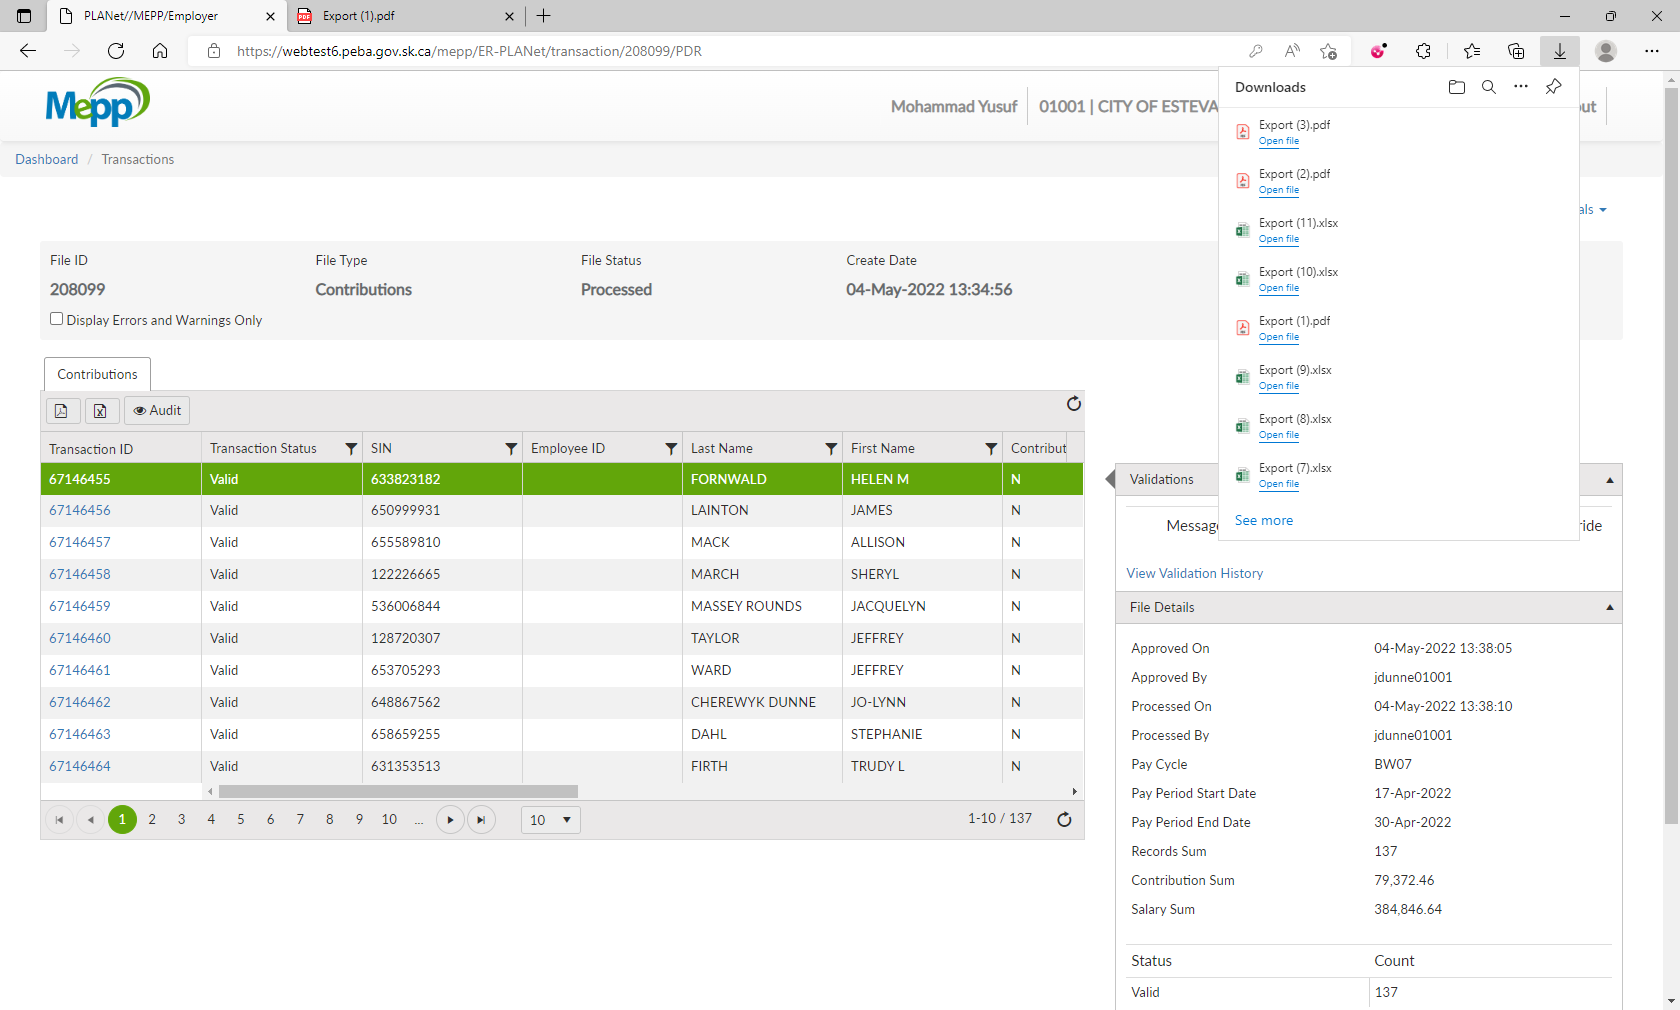 PLANet//MEPP/Employer
Export (1).pdf
https://webtest6.peba.gov.sk.ca/mepp/ER-PLANet/transaction/208099/PDR
Mepp
Mohammad Yusuf
01001 | CITY OF ESTEVA
out
Dashboard / Transactions
als
Downloads
Export (3).pdf
Open file
Export (2).pdf
Open file
Export (11).xlsx
Open file
Export (10).xlsx
Open file
Export (1).pdf
Open file
Export (9).xlsx
Open file
Export (8).xlsx
Open file
Export (7).xlsx
Open file
See more
File ID File Type File Status Create Date
208099 Contributions Processed 04-May-2022 13:34:56
Display Errors and Warnings Only
Contributions
Audit
Transaction ID Transaction Status SIN Employee ID Last Name First Name Contribut
67146455 Valid 633823182 FORNWALD HELEN M N
67146456 Valid 650999931 LAINTON JAMES N
67146457 Valid 655589810 MACK ALLISON N
67146458 Valid 122226665 MARCH SHERYL N
67146459 Valid 536006844 MASSEY ROUNDS JACQUELYN N
67146460 Valid 128720307 TAYLOR JEFFREY N
67146461 Valid 653705293 WARD JEFFREY N
67146462 Valid 648867562 CHEREWYK DUNNE JO-LYNN N
67146463 Valid 658659255 DAHL STEPHANIE N
67146464 Valid 631353513 FIRTH TRUDY L N
1 2 3 4 5 6 7 8 9 10 ... 10 1-10 / 137
Validations
Messag ride
View Validation History
File Details
Approved On 04-May-2022 13:38:05
Approved By jdunne01001
Processed On 04-May-2022 13:38:10
Processed By jdunne01001
Pay Cycle BW07
Pay Period Start Date 17-Apr-2022
Pay Period End Date 30-Apr-2022
Records Sum 137
Contribution Sum 79,372.46
Salary Sum 384,846.64
Status Count
Valid 137